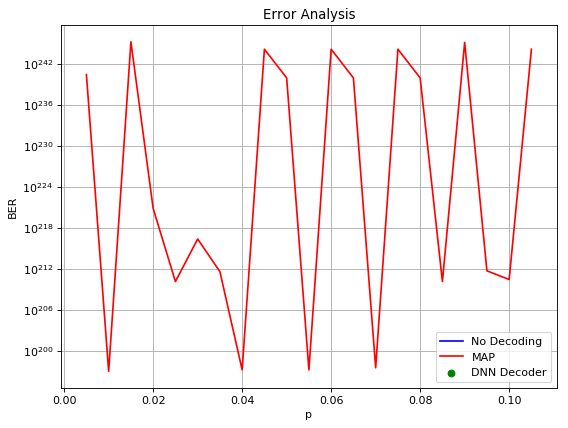 Error Analysis
BER
10^242
10^236
10^230
10^224
10^218
10^212
10^206
10^200
0.00 0.02 0.04 0.06 0.08 0.10
p
No Decoding
MAP
DNN Decoder